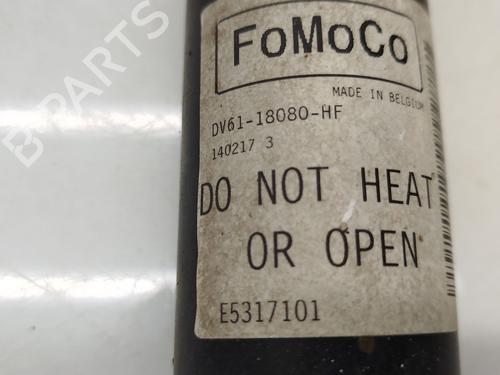 FoMoCo
MADE IN BELGIUM
DV61-18080-HF
140217 3
DO NOT HEAT
OR OPEN
E5317101
B-PARTS